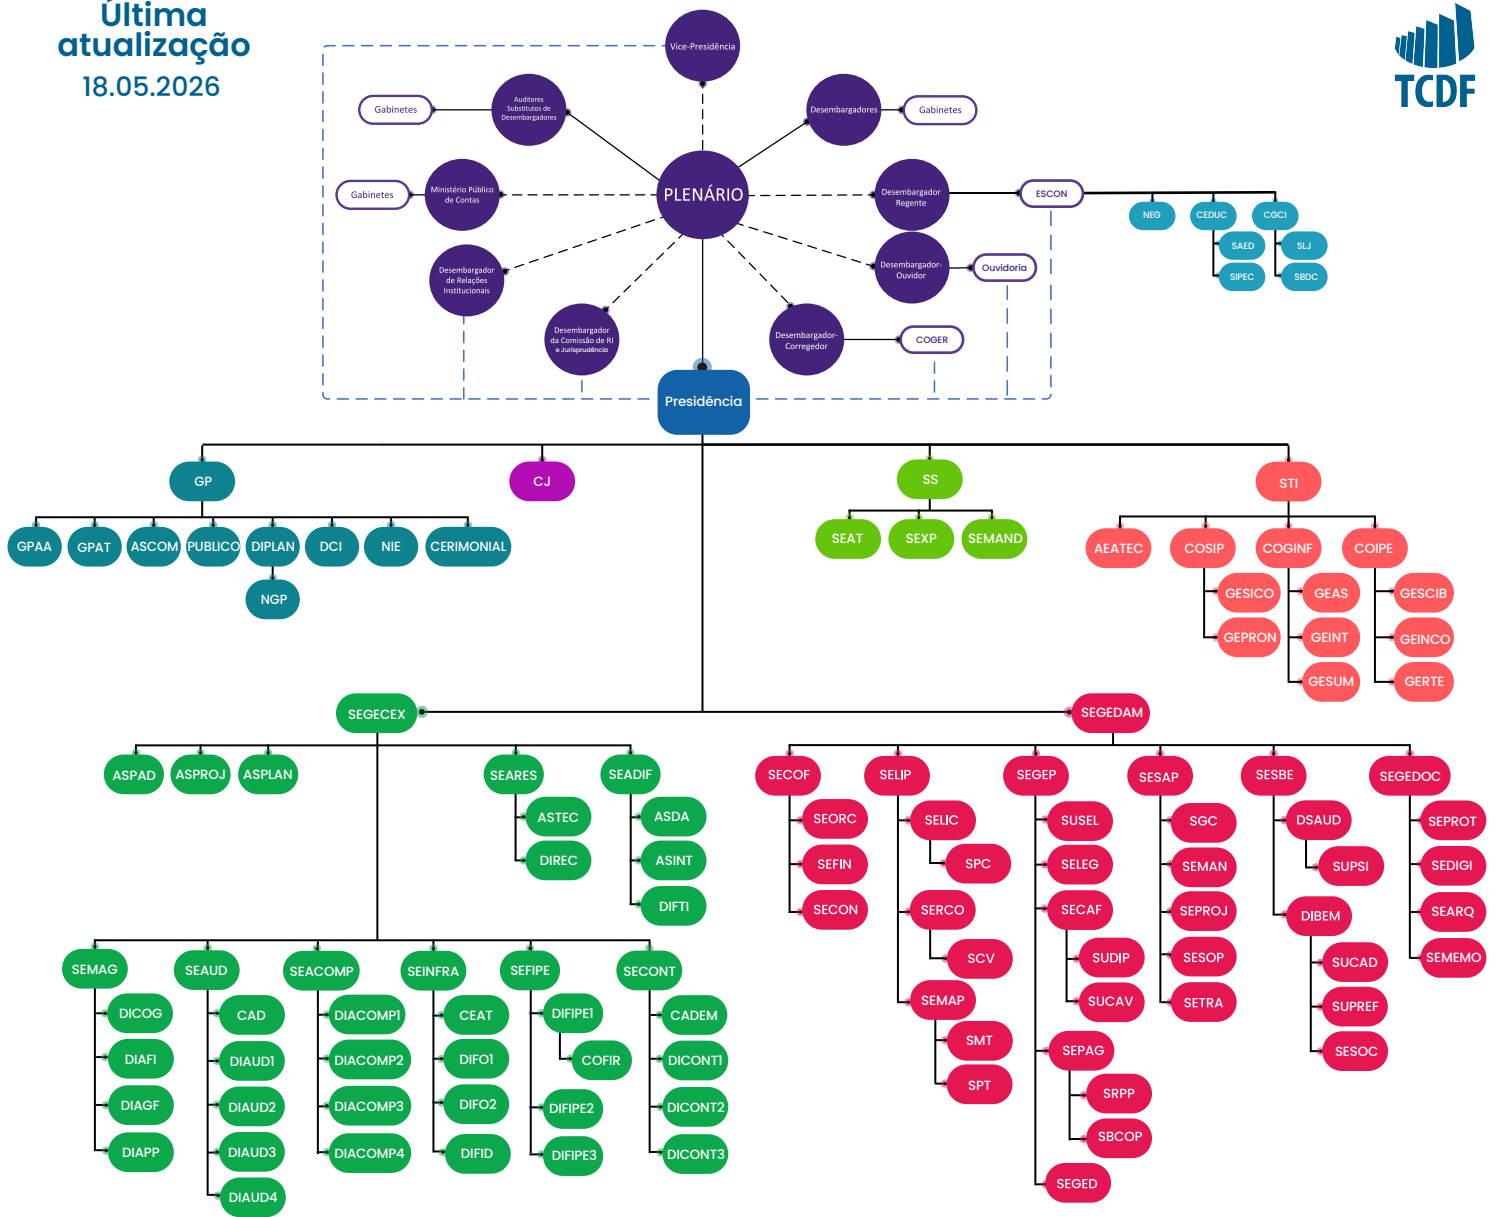 Última
atualização
18.05.2026
TCDF
Vice-Presidência
Gabinetes
Auditores
Substitutos de
Desembargadores
Desembargadores
Gabinetes
Gabinetes
Ministério Público
de Contas
PLENÁRIO
Desembargador
Regente
ESCON
NEG
CEDUC
CGCI
SAED
SLJ
SIPEC
SBDC
Desembargador
de Relações
Institucionais
Desembargador-
Ouvidor
Ouvidoria
Desembargador
da Comissão de RI
e Jurisprudência
Desembargador-
Corregedor
COGER
Presidência
GP
CJ
SS
STI
GPAA
GPAT
ASCOM
PUBLICO
DIPLAN
DCI
NIE
CERIMONIAL
NGP
SEAT
SEXP
SEMAND
AEATEC
COSIP
COGINF
COIPE
GESICO
GEAS
GESCIB
GEPRON
GEINT
GEINCO
GESUM
GERTE
SEGECEX
SEGEDAM
ASPAD
ASPROJ
ASPLAN
SEARES
SEADIF
ASTEC
ASDA
DIREC
ASINT
DIFTI
SECOF
SELIP
SEGEP
SESAP
SESBE
SEGEDOC
SEORC
SELIC
SUSEL
SGC
DSAUD
SEPROT
SEFIN
SPC
SELEG
SEMAN
SUPSI
SEDIGI
SECON
SERCO
SECAF
SEPROJ
DIBEM
SEARQ
SCV
SUDIP
SESOP
SUCAD
SEMEMO
SEMAP
SUCAV
SETRA
SUPREF
SMT
SEPAG
SESOC
SPT
SRPP
SBCOP
SEGED
SEMAG
SEAUD
SEACOMP
SEINFRA
SEFIPE
SECONT
DICOG
CAD
DIACOMP1
CEAT
DIFIPE1
CADEM
DIAFI
DIAUD1
DIACOMP2
DIFO1
COFIR
DICONT1
DIAGF
DIAUD2
DIACOMP3
DIFO2
DIFIPE2
DICONT2
DIAPP
DIAUD3
DIACOMP4
DIFID
DIFIPE3
DICONT3
DIAUD4